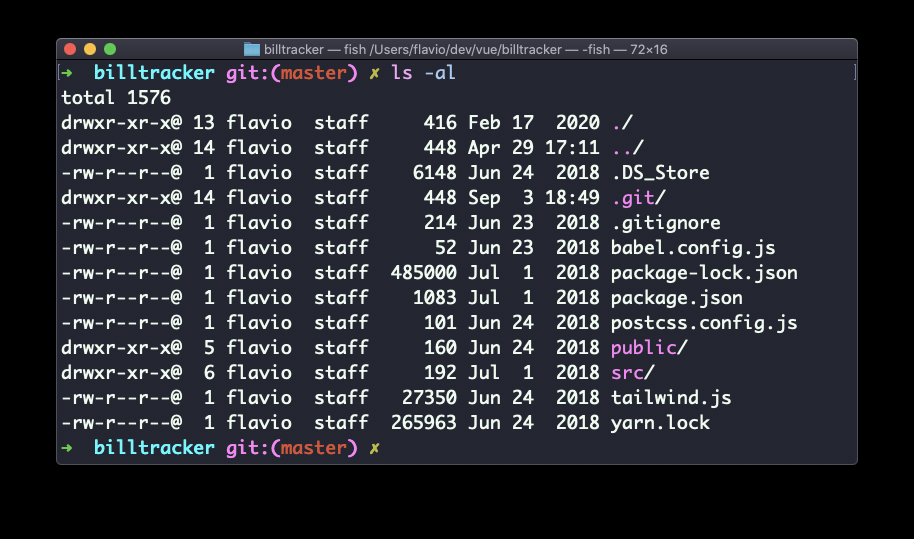 billtracker — fish /Users/flavio/dev/vue/billtracker — -fish — 72×16
➜  billtracker git:(master) ✗ ls -al
total 1576
drwxr-xr-x@ 13 flavio  staff     416 Feb 17  2020 ./
drwxr-xr-x@ 14 flavio  staff     448 Apr 29 17:11 ../
-rw-r--r--@  1 flavio  staff    6148 Jun 24  2018 .DS_Store
drwxr-xr-x@ 14 flavio  staff     448 Sep  3 18:49 .git/
-rw-r--r--@  1 flavio  staff     214 Jun 23  2018 .gitignore
-rw-r--r--@  1 flavio  staff      52 Jun 23  2018 babel.config.js
-rw-r--r--@  1 flavio  staff  485000 Jul  1  2018 package-lock.json
-rw-r--r--@  1 flavio  staff    1083 Jul  1  2018 package.json
-rw-r--r--@  1 flavio  staff     101 Jun 24  2018 postcss.config.js
drwxr-xr-x@  5 flavio  staff     160 Jun 24  2018 public/
drwxr-xr-x@  6 flavio  staff     192 Jul  1  2018 src/
-rw-r--r--@  1 flavio  staff   27350 Jun 24  2018 tailwind.js
-rw-r--r--@  1 flavio  staff  265963 Jun 24  2018 yarn.lock
➜  billtracker git:(master) ✗